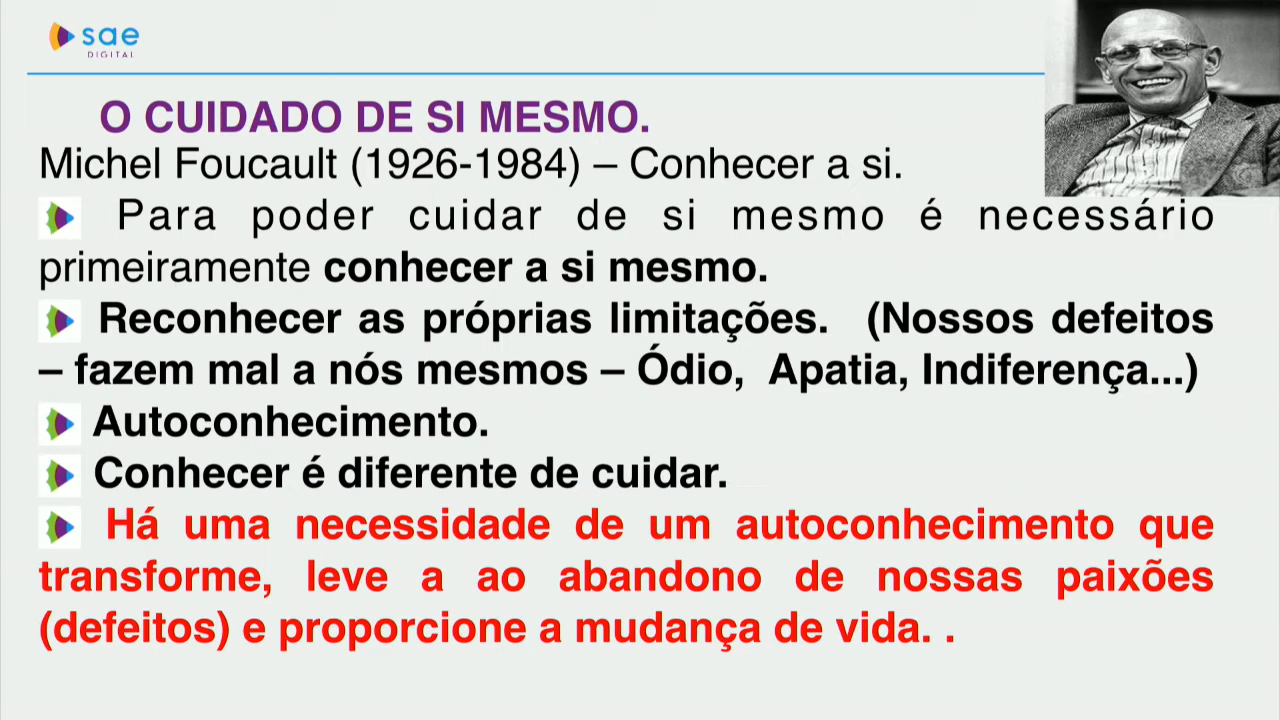 sae
DIGITAL
O CUIDADO DE SI MESMO.
Michel Foucault (1926-1984) – Conhecer a si.
Para poder cuidar de si mesmo é necessário
primeiramente conhecer a si mesmo.
Reconhecer as próprias limitações. (Nossos defeitos
– fazem mal a nós mesmos – Ódio, Apatia, Indiferença...)
Autoconhecimento.
Conhecer é diferente de cuidar.
Há uma necessidade de um autoconhecimento que
transforme, leve a ao abandono de nossas paixões
(defeitos) e proporcione a mudança de vida. .